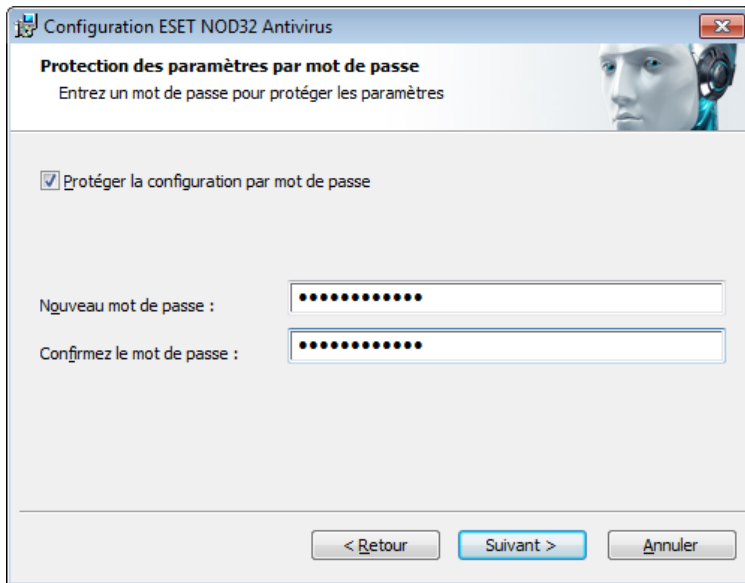 Configuration ESET NOD32 Antivirus
Protection des paramètres par mot de passe
Entrez un mot de passe pour protéger les paramètres
Protéger la configuration par mot de passe
Nouveau mot de passe : ••••••••••••
Confirmez le mot de passe : ••••••••••••
< Retour Suivant > Annuler